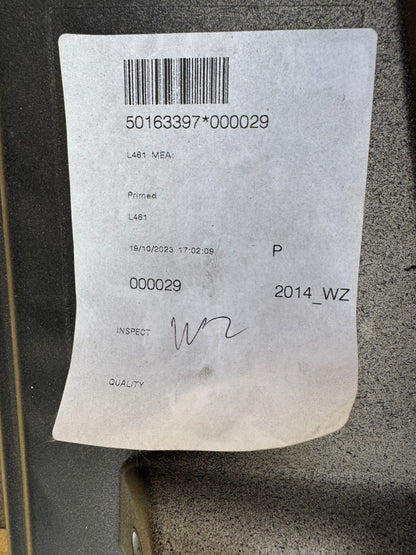 50163397*000029
L461 MEA:
Primed
L461
19/10/2023 17:02:09 P
000029 2014_WZ
INSPECT WZ
QUALITY